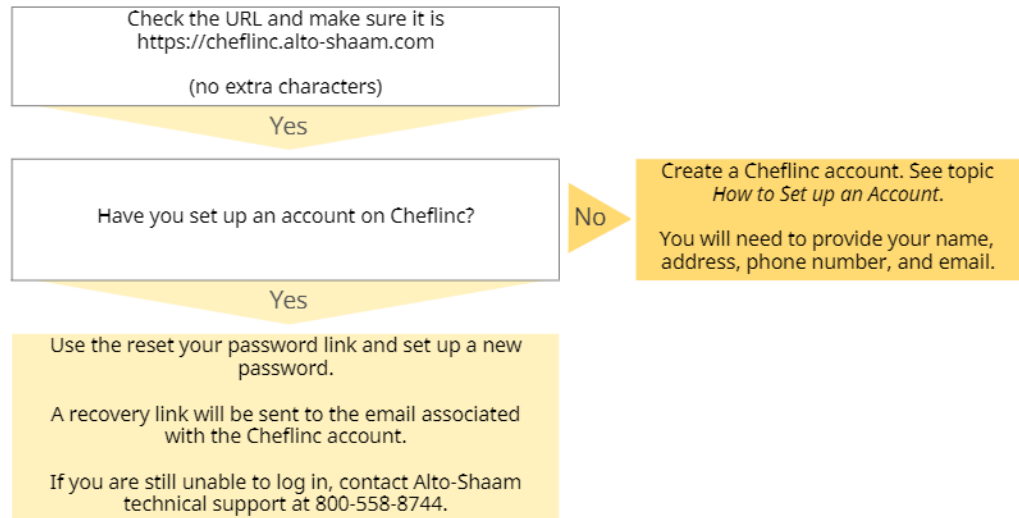 Check the URL and make sure it is
https://cheflinc.alto-shaam.com
(no extra characters)
Yes
Have you set up an account on Cheflinc?
No
Create a Cheflinc account. See topic
How to Set up an Account.
You will need to provide your name,
address, phone number, and email.
Yes
Use the reset your password link and set up a new
password.
A recovery link will be sent to the email associated
with the Cheflinc account.
If you are still unable to log in, contact Alto-Shaam
technical support at 800-558-8744.